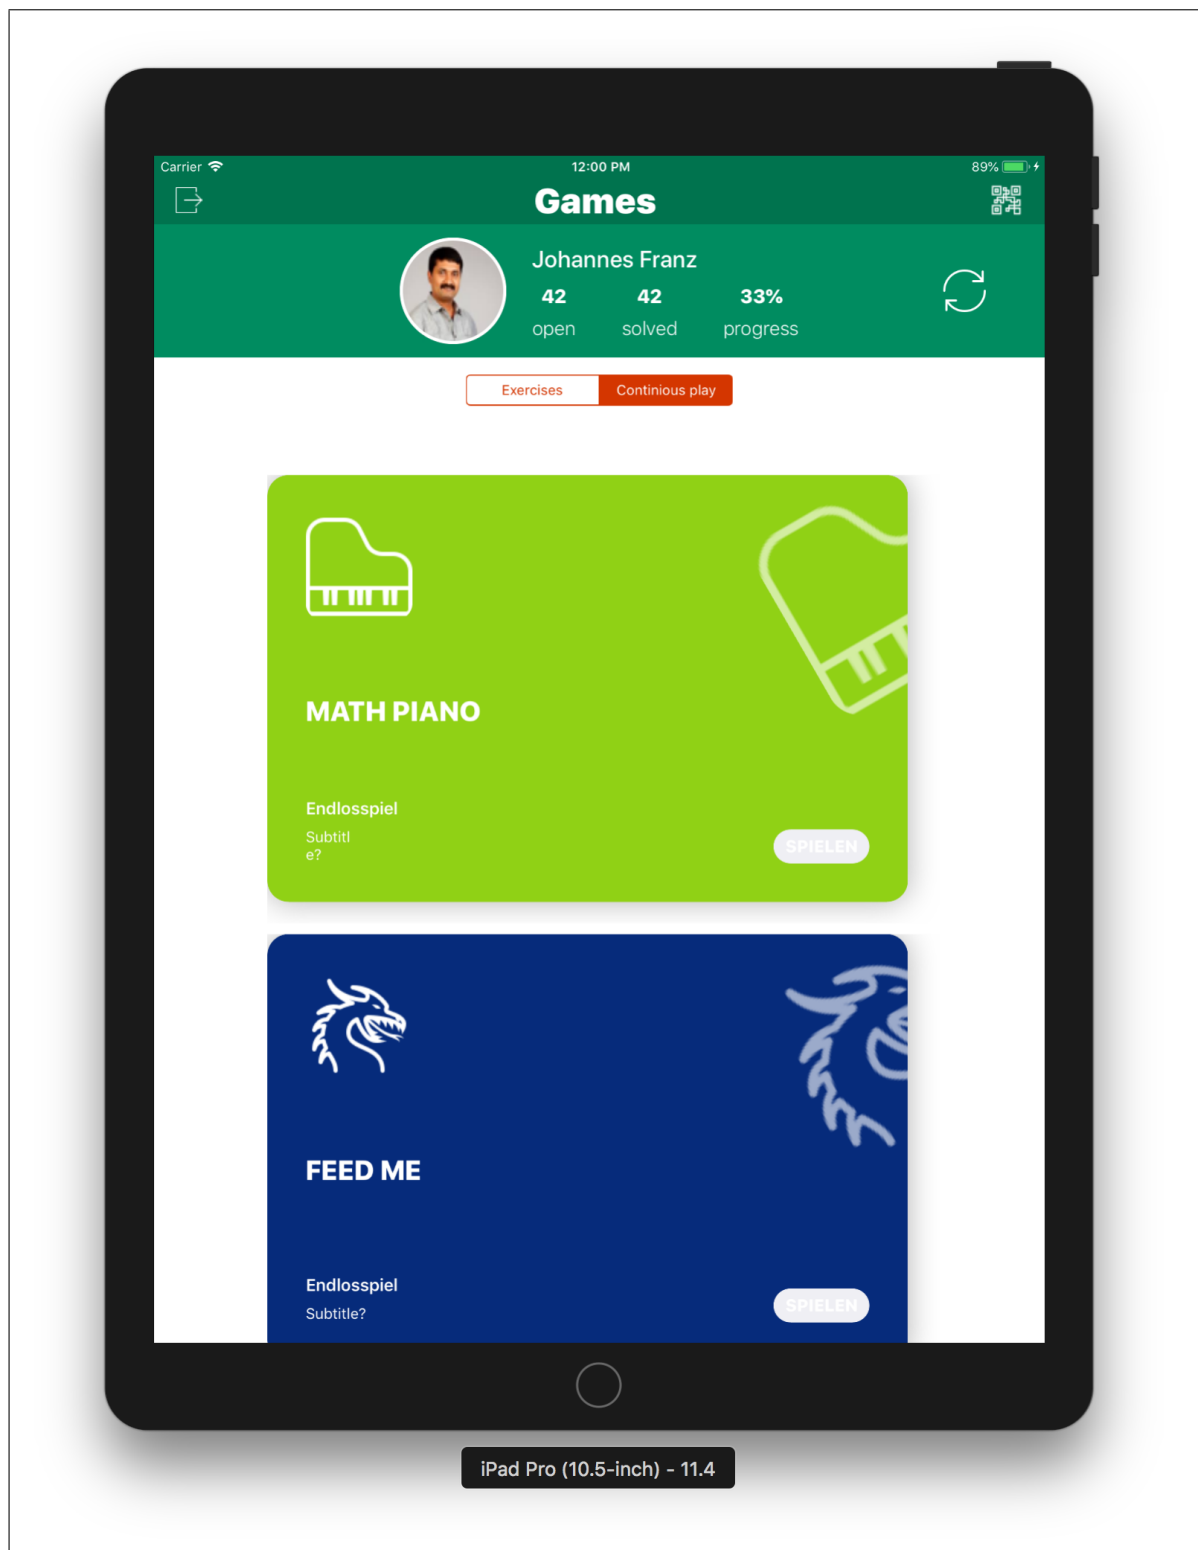 Carrier 12:00 PM 89%
Games
Johannes Franz
42 42 33%
open solved progress
Exercises Continious play
MATH PIANO
Endlosspiel
Subtitl
e?
SPIELEN
FEED ME
Endlosspiel
Subtitle?
SPIELEN
iPad Pro (10.5-inch) - 11.4